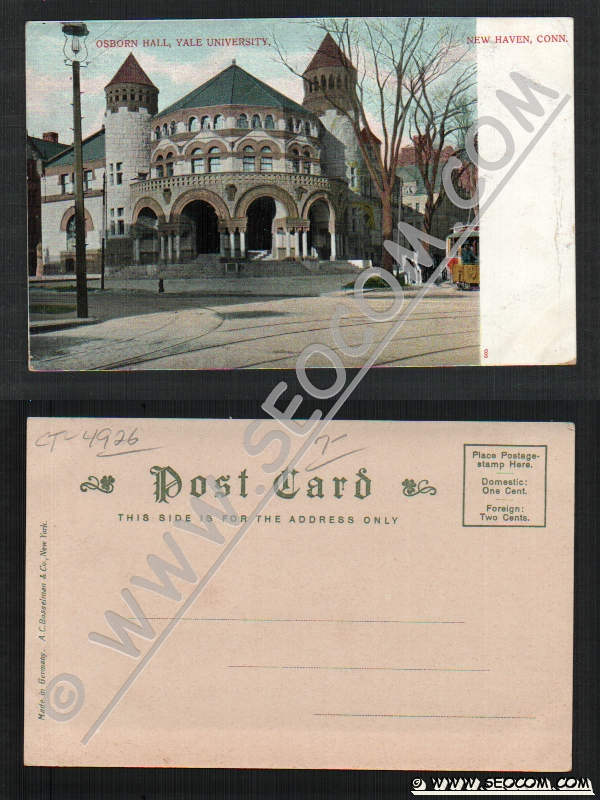 OSBORN HALL, YALE UNIVERSITY,
NEW HAVEN, CONN.
© WWW.SEOCOM.COM
CT-4926
7-
Post Card
THIS SIDE IS FOR THE ADDRESS ONLY
Place Postage-
stamp Here.
Domestic:
One Cent.
Foreign:
Two Cents.
Made in Germany. A. C. Bosselman & Co., New York.
© WWW.SEOCOM.COM